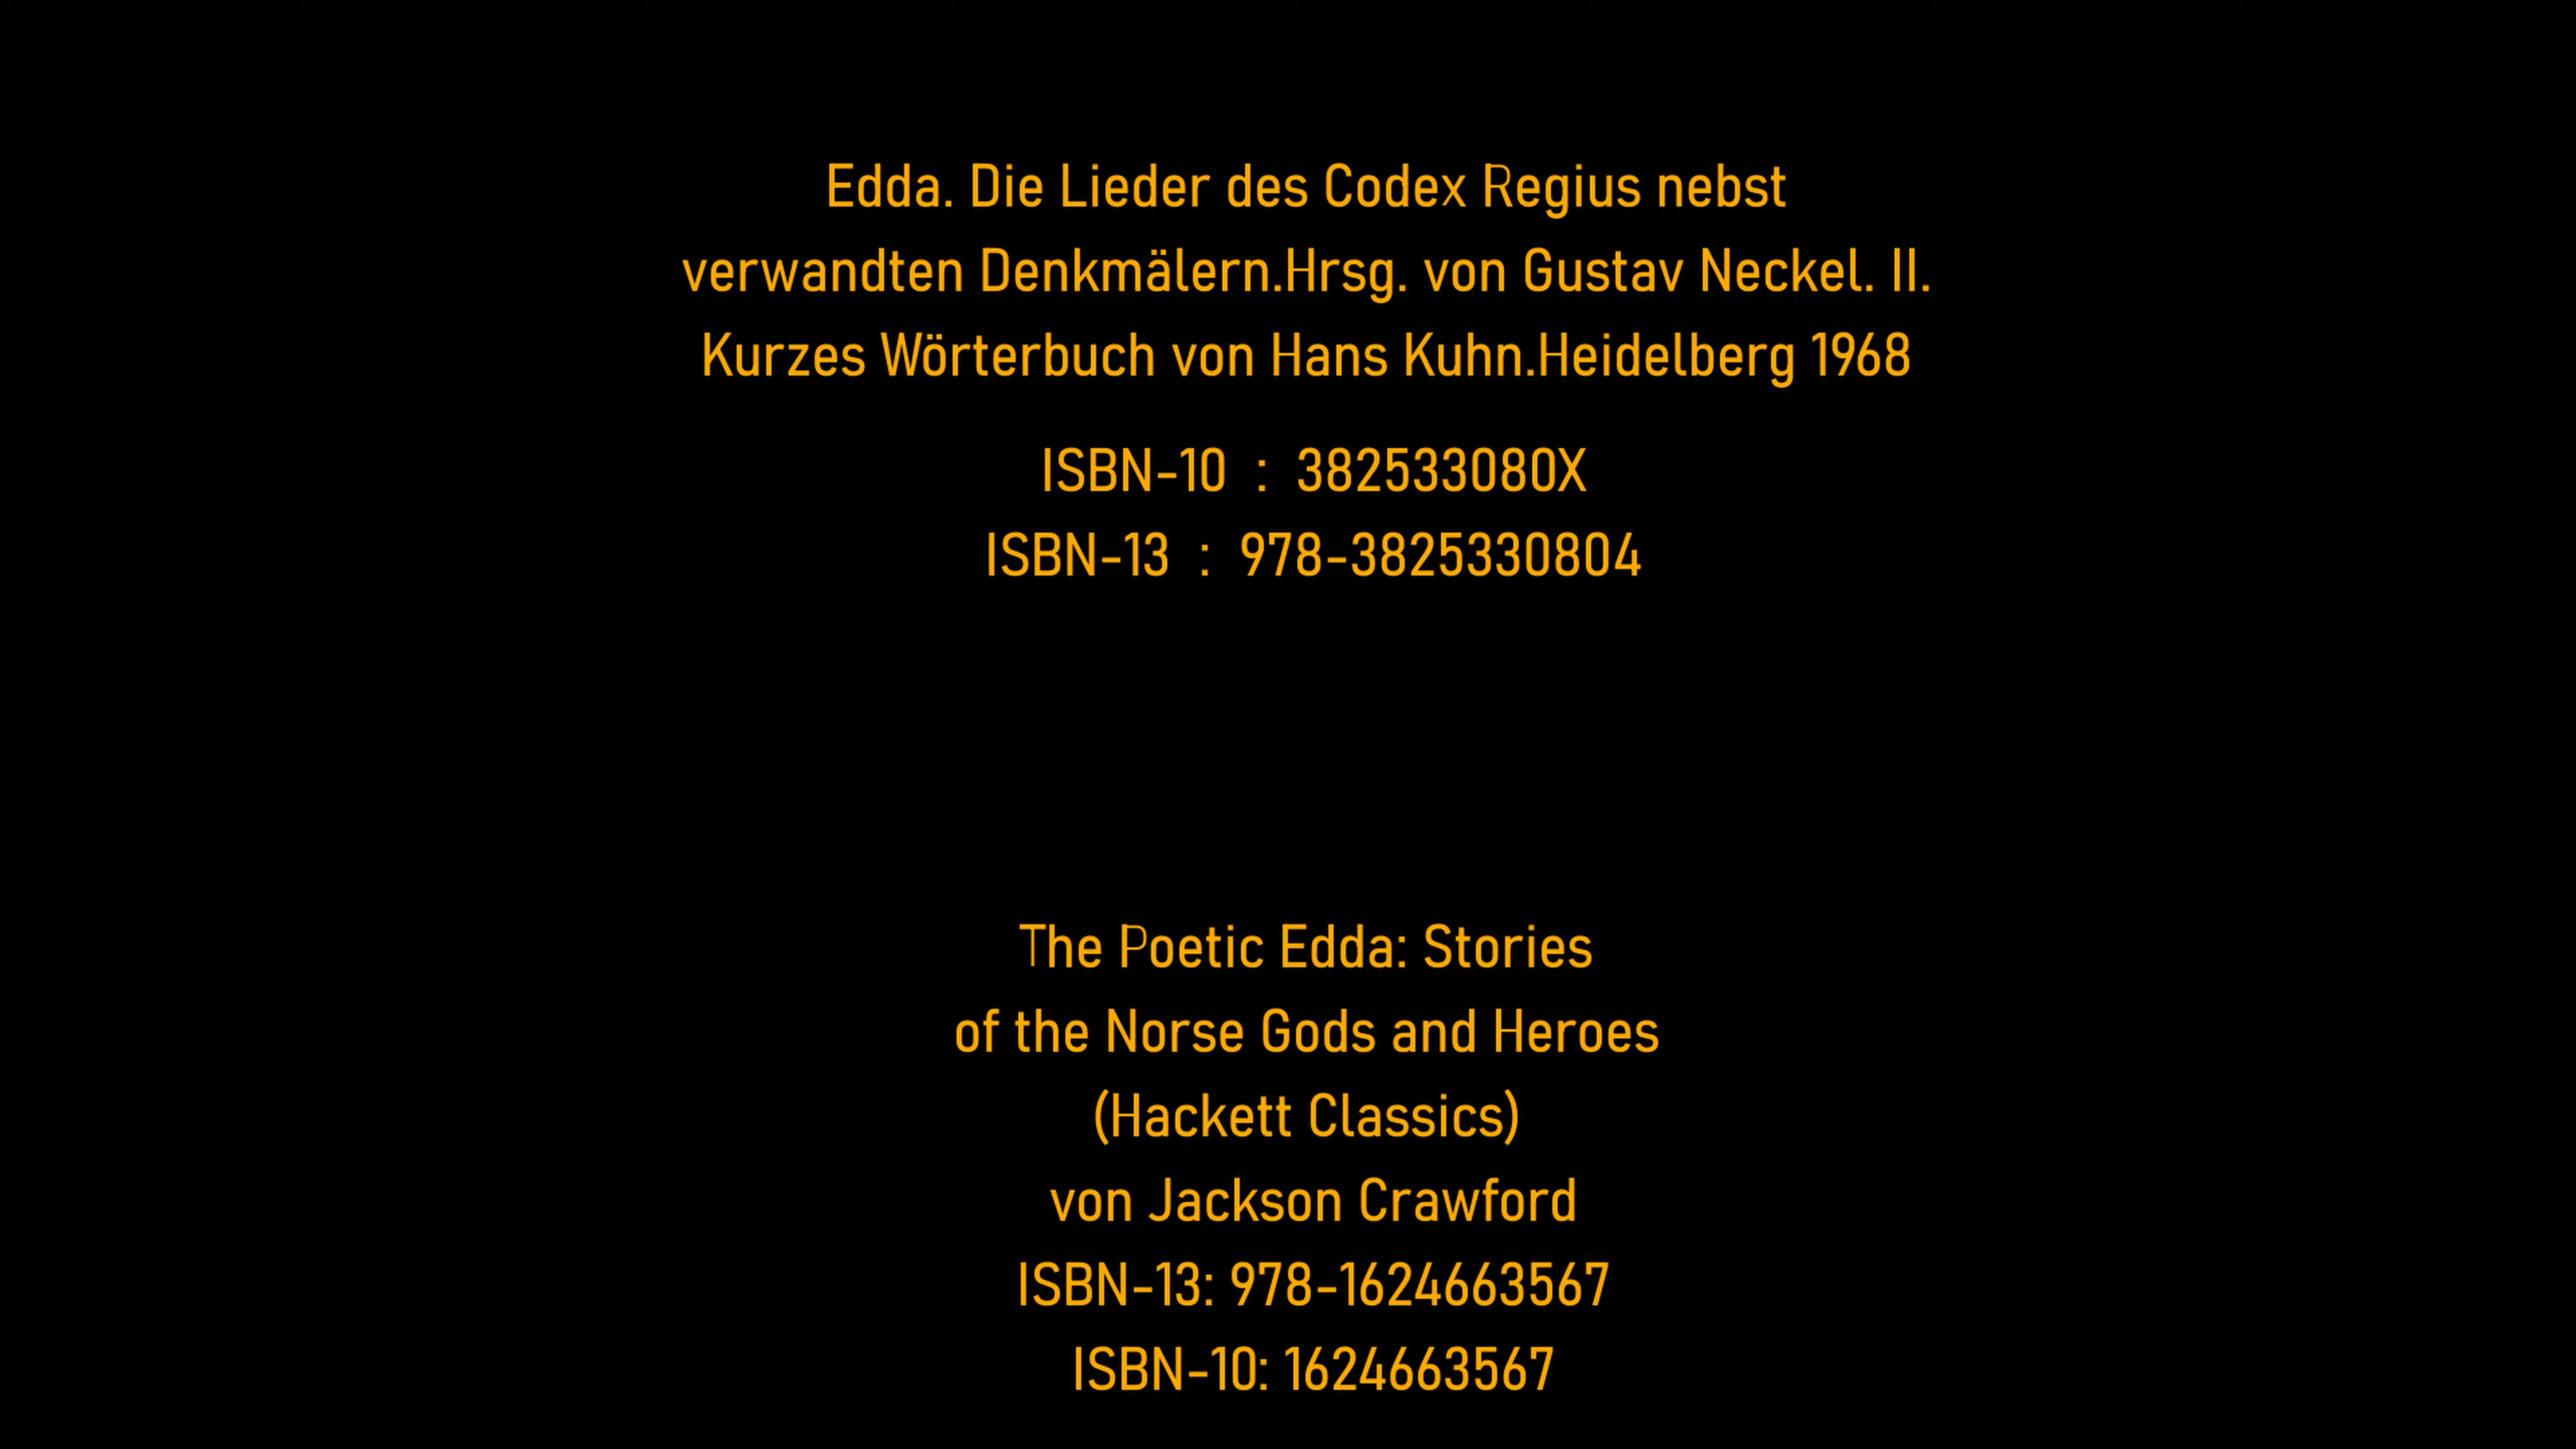 Edda. Die Lieder des Codex Regius nebst
verwandten Denkmälern.Hrsg. von Gustav Neckel. II.
Kurzes Wörterbuch von Hans Kuhn.Heidelberg 1968
ISBN-10 : 382533080X
ISBN-13 : 978-3825330804
The Poetic Edda: Stories
of the Norse Gods and Heroes
(Hackett Classics)
von Jackson Crawford
ISBN-13: 978-1624663567
ISBN-10: 1624663567